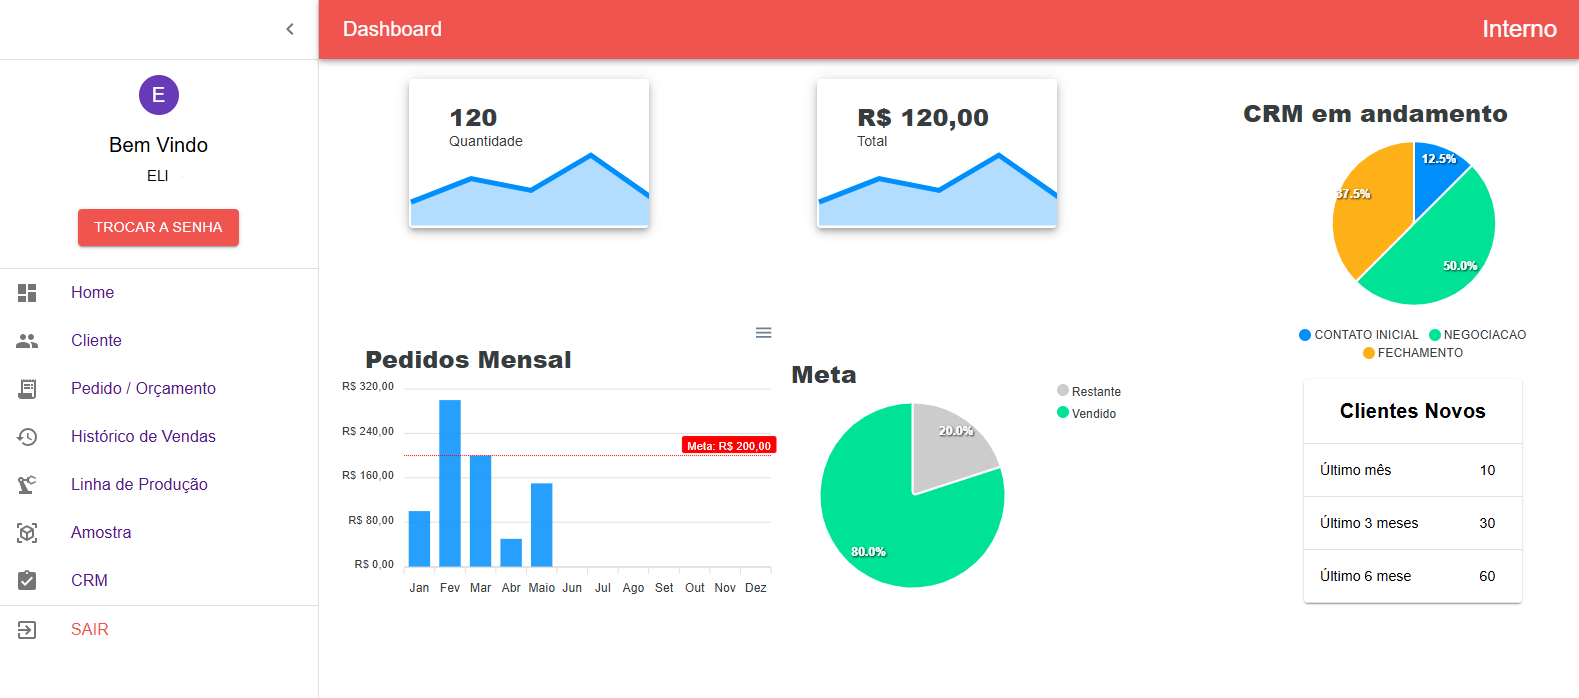 Dashboard
Interno
E
Bem Vindo
ELI
TROCAR A SENHA
Home
Cliente
Pedido / Orçamento
Histórico de Vendas
Linha de Produção
Amostra
CRM
SAIR
120
Quantidade
R$ 120,00
Total
CRM em andamento
12.5%
37.5%
50.0%
CONTATO INICIAL NEGOCIACAO
FECHAMENTO
Pedidos Mensal
R$ 320,00
R$ 240,00
Meta: R$ 200,00
R$ 160,00
R$ 80,00
R$ 0,00
Jan Fev Mar Abr Maio Jun Jul Ago Set Out Nov Dez
Meta
Restante
Vendido
20.0%
80.0%
Clientes Novos
Último mês 10
Último 3 meses 30
Último 6 mese 60